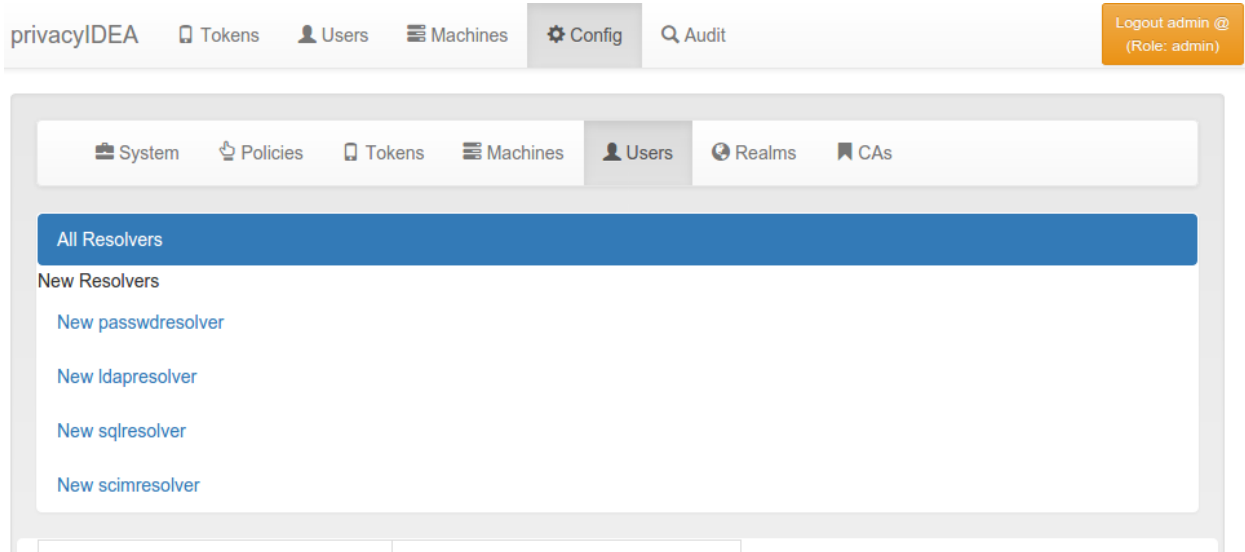 privacyIDEA Tokens Users Machines Config Audit Logout admin @
(Role: admin)
System Policies Tokens Machines Users Realms CAs
All Resolvers
New Resolvers
New passwdresolver
New ldapresolver
New sqlresolver
New scimresolver